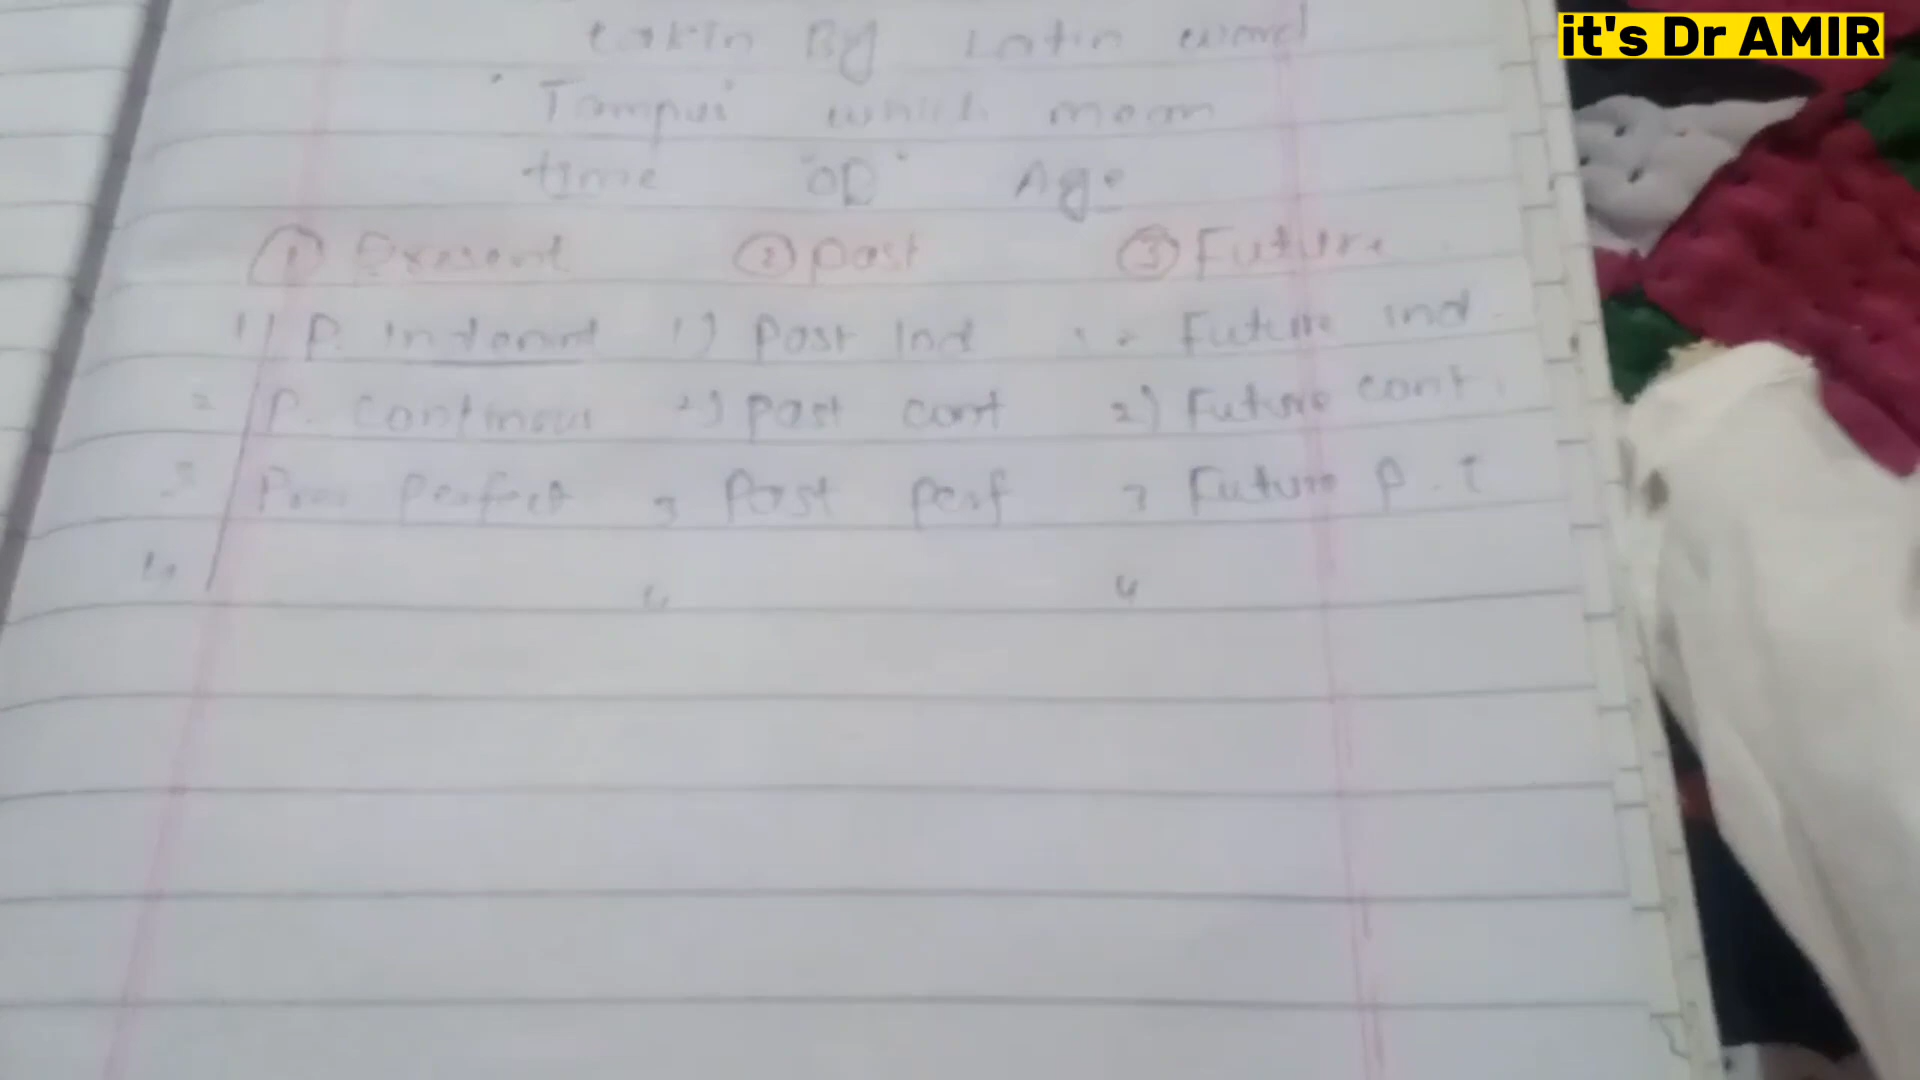 it's Dr AMIR
takin By Latin word
"Tampus" which mean
time "OR" Age
① Present ② past ③ Future
1) P. indenint 1) Past Ind 1. Future ind.
2 P. continous 2) past cont 2) Future cont.
3 Pres Perfect 3 Past perf 3 Future P.T
4 4 4